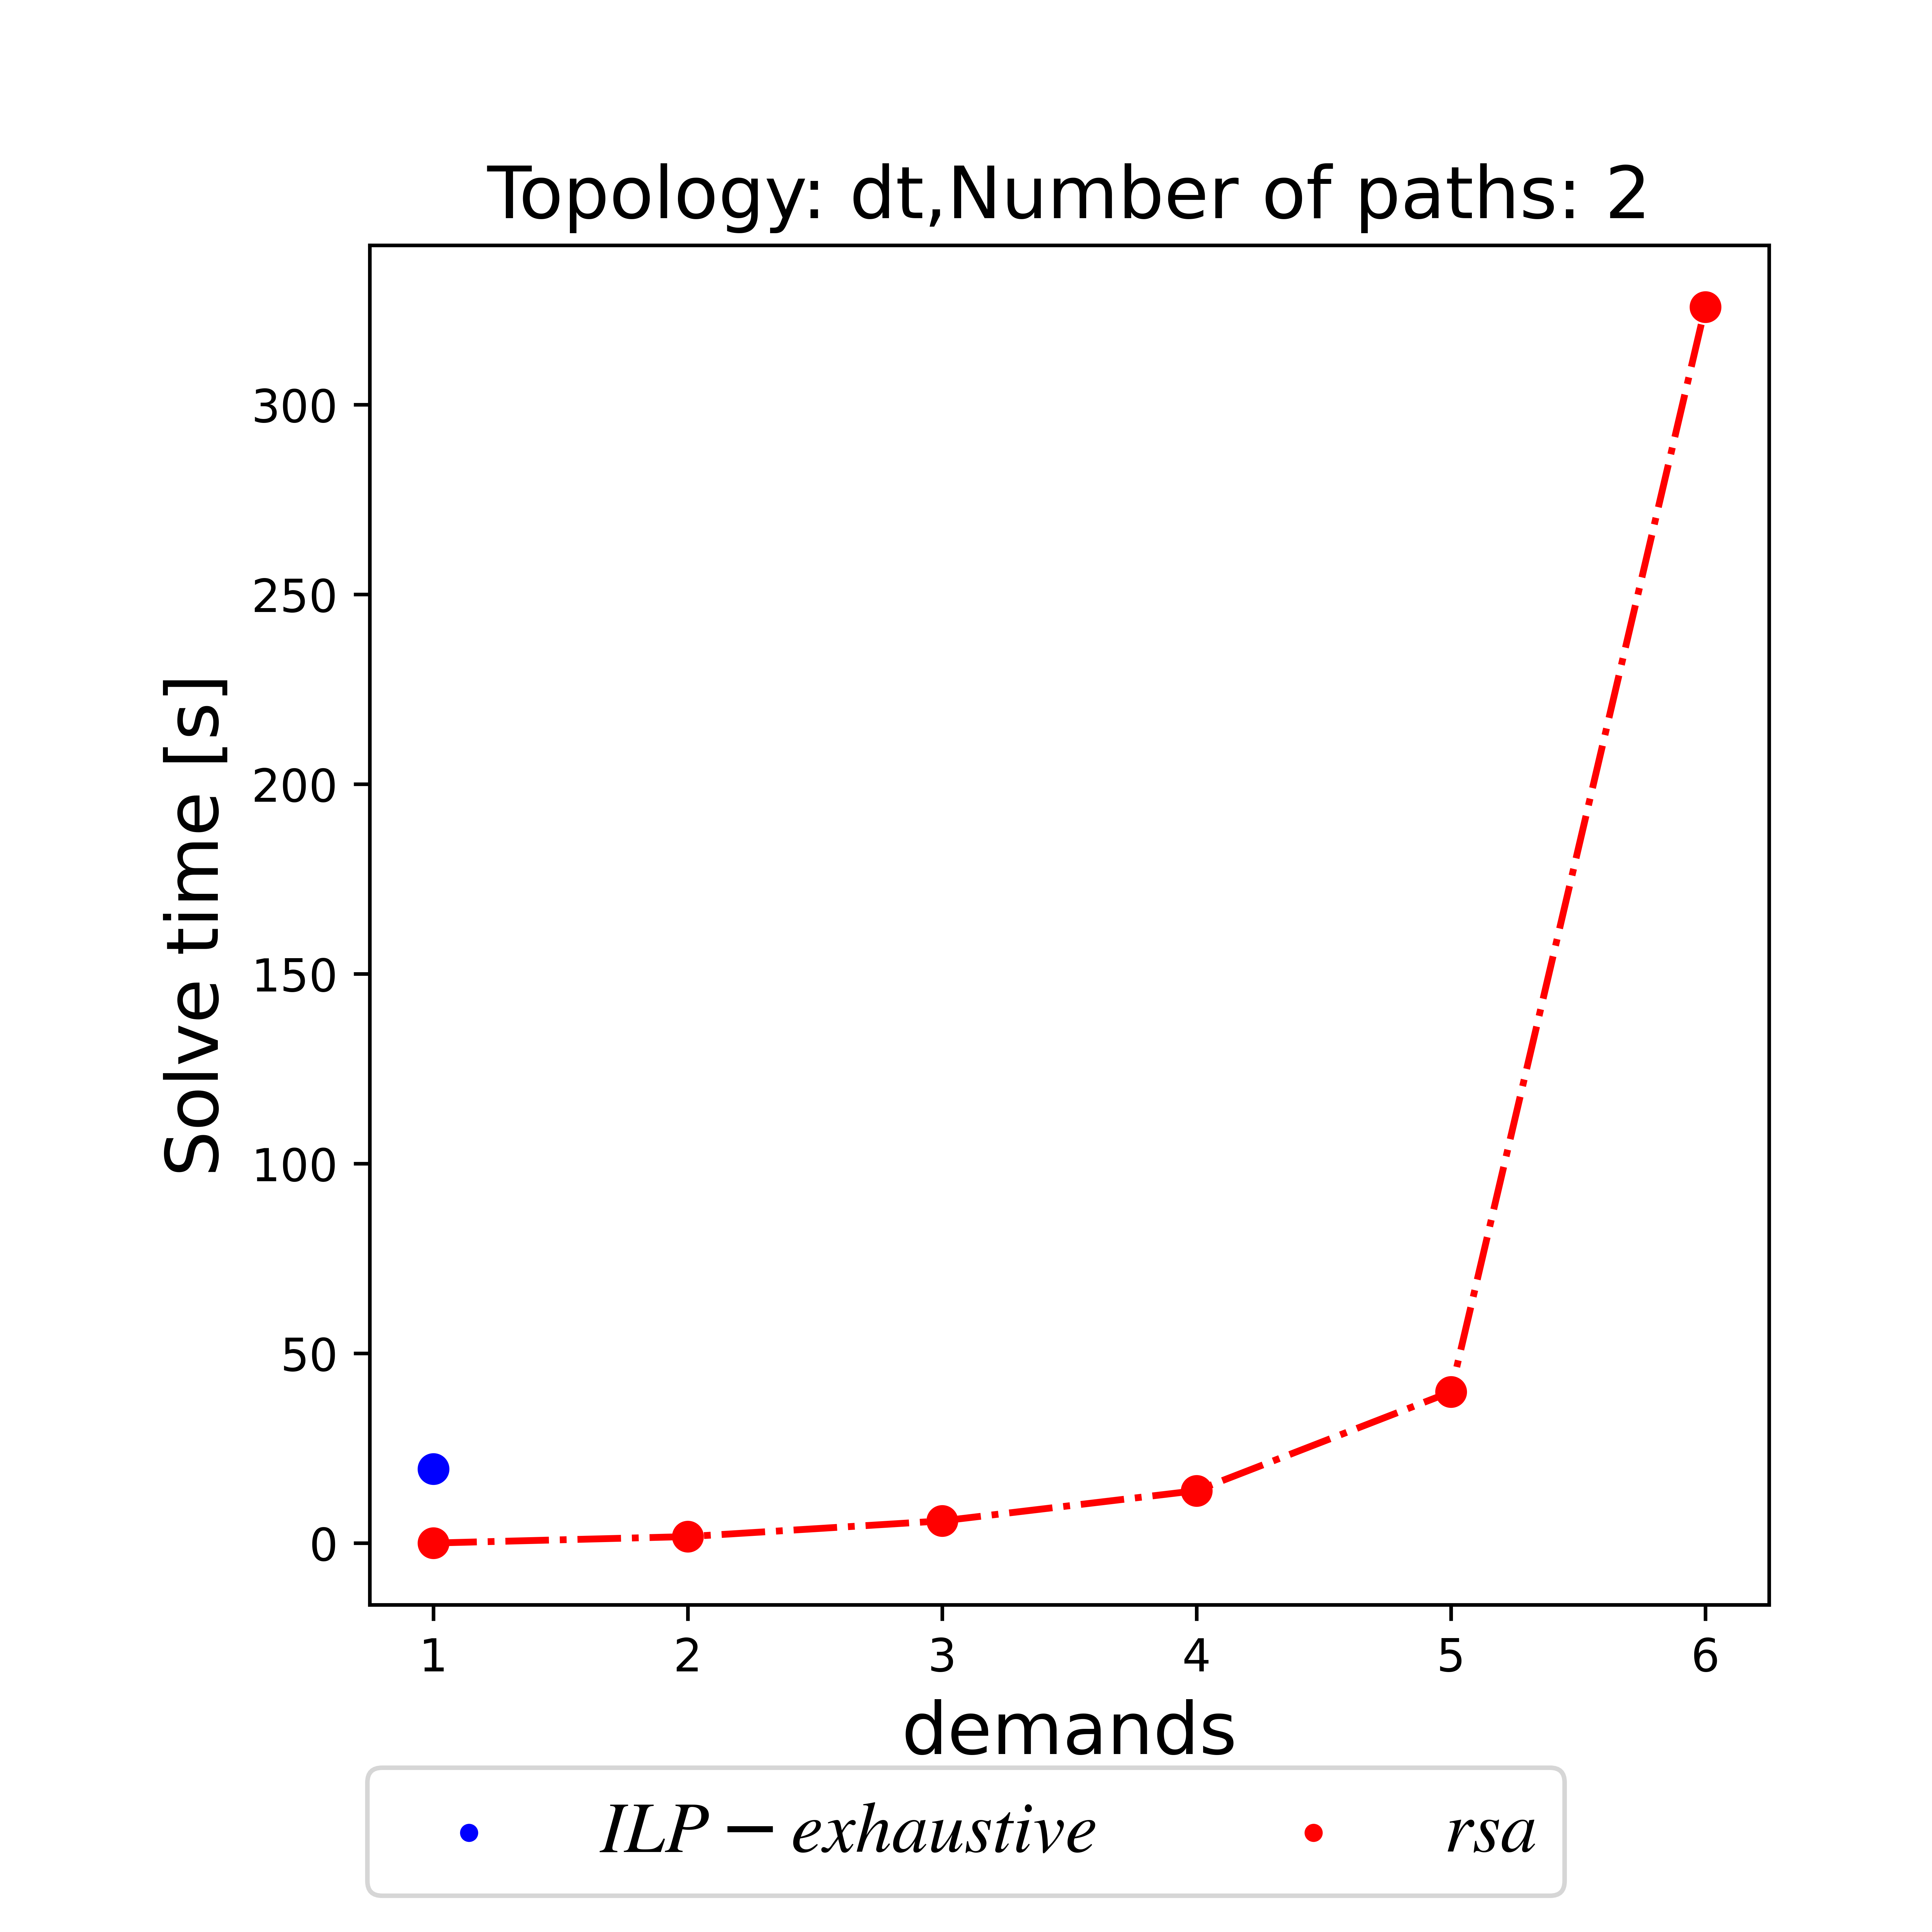 Topology: dt,Number of paths: 2
Solve time [s]
300
250
200
150
100
50
0
1 2 3 4 5 6
demands
ILP − exhaustive rsa